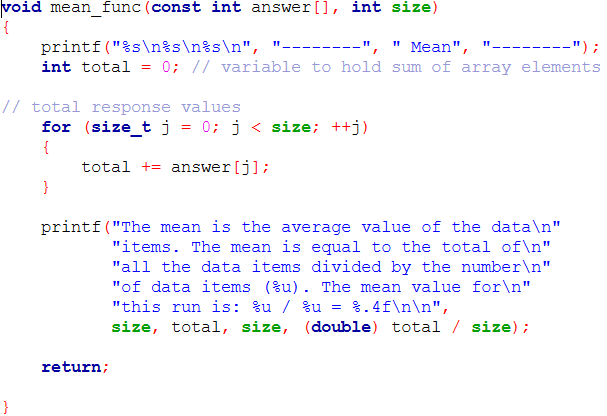 void mean_func(const int answer[], int size)
{
    printf("%s\n%s\n%s\n", "--------", " Mean", "--------");
    int total = 0; // variable to hold sum of array elements
// total response values
    for (size_t j = 0; j < size; ++j)
    {
        total += answer[j];
    }
    printf("The mean is the average value of the data\n"
           "items. The mean is equal to the total of\n"
           "all the data items divided by the number\n"
           "of data items (%u). The mean value for\n"
           "this run is: %u / %u = %.4f\n\n",
           size, total, size, (double) total / size);
    return;
}